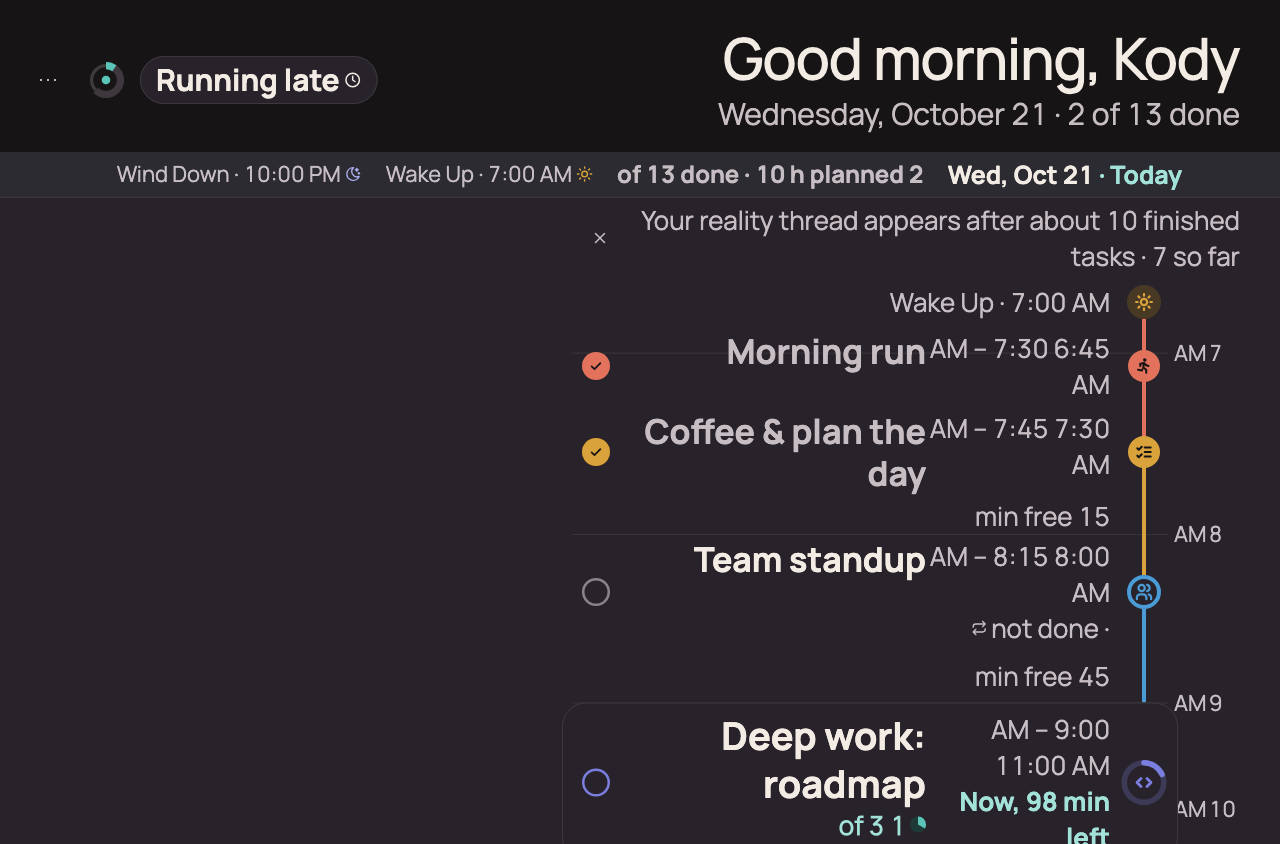 Good morning, Kody
Wednesday, October 21 · 2 of 13 done
Running late
...
Wed, Oct 21 · Today
of 13 done · 10 h planned 2
Wake Up · 7:00 AM
Wind Down · 10:00 PM
Your reality thread appears after about 10 finished
tasks · 7 so far
Wake Up · 7:00 AM
AM 7
Morning run
AM – 7:30 6:45
AM
Coffee & plan the
day
AM – 7:45 7:30
AM
min free 15
AM 8
Team standup
AM – 8:15 8:00
AM
not done ·
min free 45
AM 9
Deep work:
roadmap
of 3 1
AM – 9:00
11:00 AM
Now, 98 min
left
AM 10